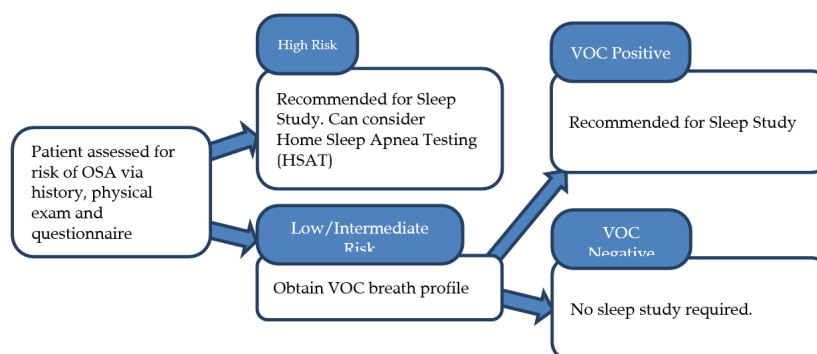 High Risk
Recommended for Sleep
Study. Can consider
Home Sleep Apnea Testing
(HSAT)
Patient assessed for
risk of OSA via
history, physical
exam and
questionnaire
Low/Intermediate
Risk
Obtain VOC breath profile
VOC Positive
Recommended for Sleep Study
VOC
Negative
No sleep study required.